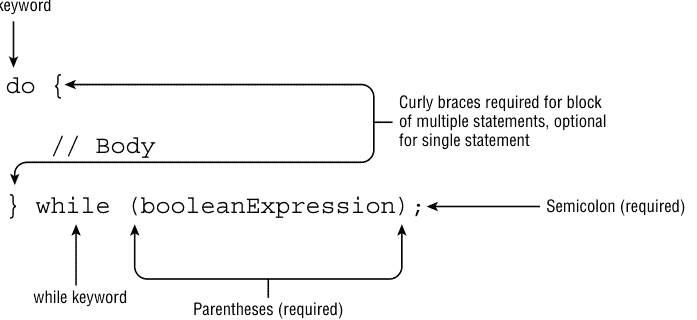 keyword
do {
Curly braces required for block
of multiple statements, optional
for single statement
// Body
} while (booleanExpression);
Semicolon (required)
while keyword
Parentheses (required)